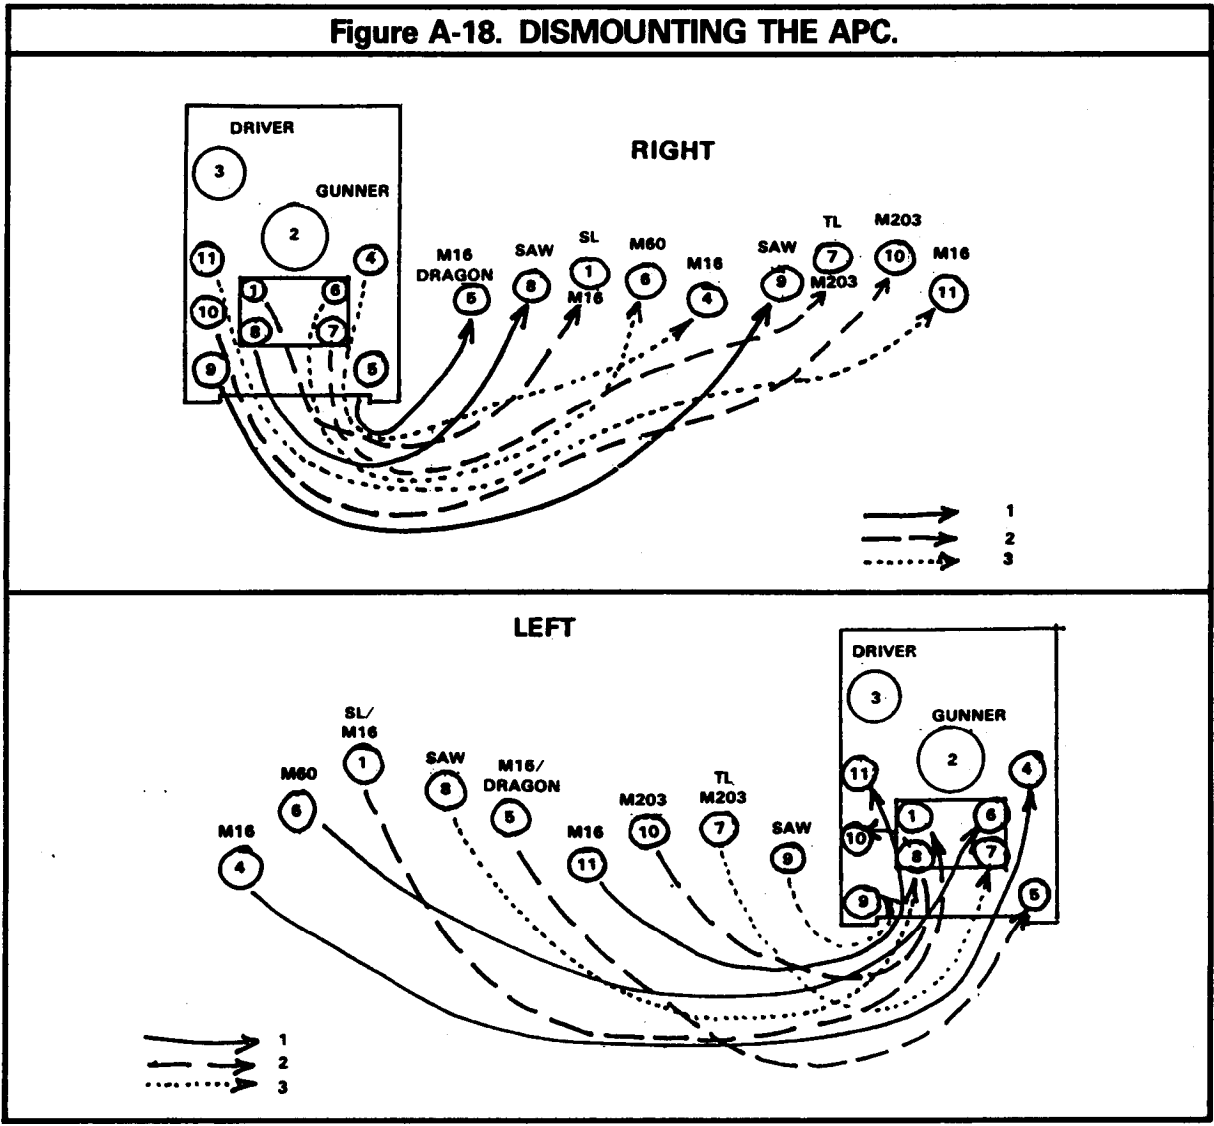 Figure A-18. DISMOUNTING THE APC.
DRIVER
3
RIGHT
GUNNER
2
11
4
1
6
10
8
7
9
5
M16
DRAGON
5
SAW
8
SL
1
M16
M60
6
M16
4
SAW
9
TL
7
M203
M203
10
M16
11
1
2
3
LEFT
DRIVER
3
GUNNER
2
11
4
1
6
10
8
7
9
5
M16
4
M60
6
SL/
M16
1
SAW
8
M16/
DRAGON
5
M16
11
M203
10
TL
M203
7
SAW
9
1
2
3